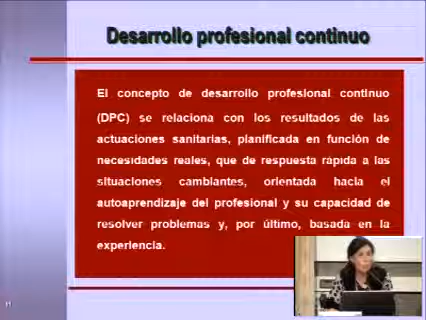 Desarrollo profesional continuo
El concepto de desarrollo profesional continuo
(DPC) se relaciona con los resultados de las
actuaciones sanitarias, planificada en función de
necesidades reales, que de respuesta rápida a las
situaciones cambiantes, orientada hacia el
autoaprendizaje del profesional y su capacidad de
resolver problemas y, por último, basada en la
experiencia.